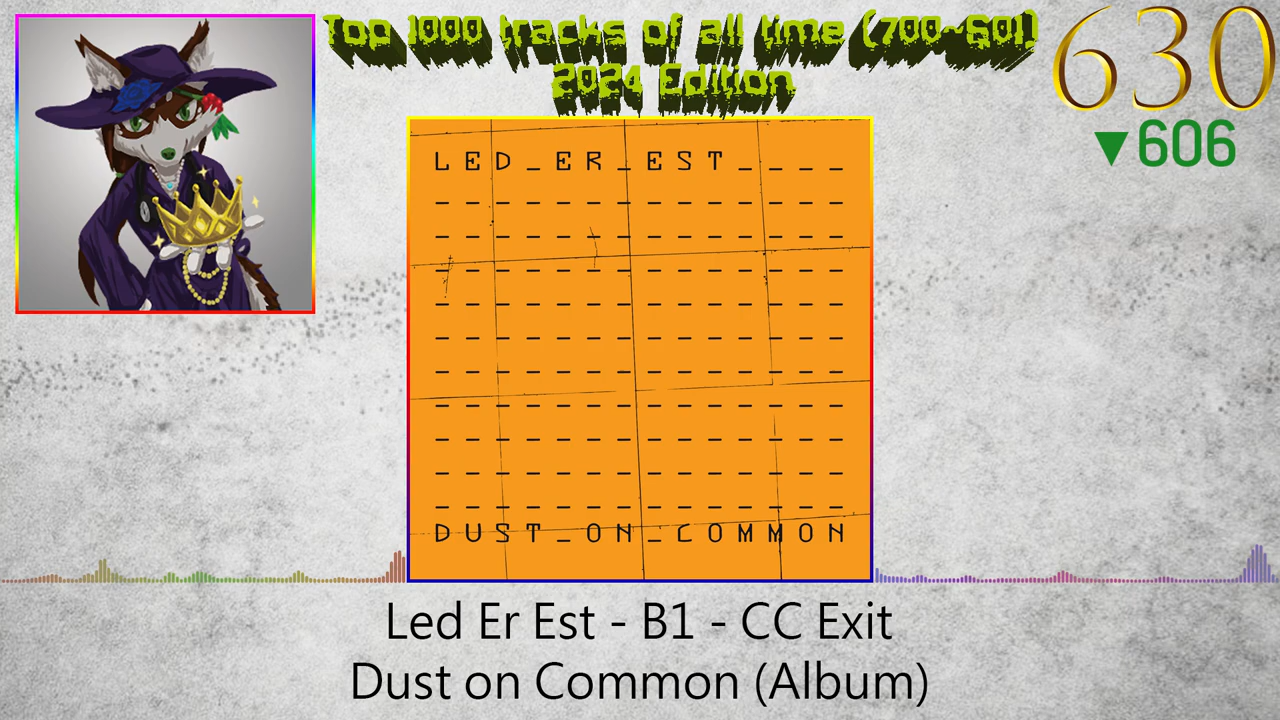 Top 1000 tracks of all time (700~601)
2024 Edition
630
▼606
LED_ER_EST____
DUST_ON_COMMON
Led Er Est - B1 - CC Exit
Dust on Common (Album)